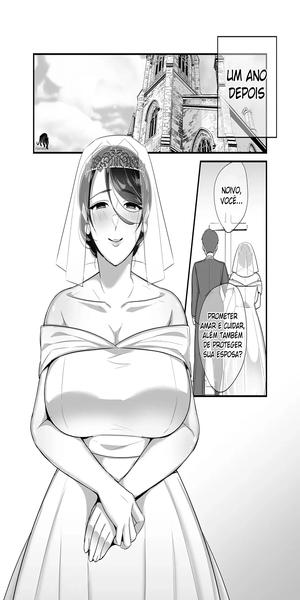 UM ANO
DEPOIS
NOIVO,
VOCÊ...
PROMETER
AMAR E CUIDAR,
ALÉM TAMBÉM
DE PROTEGER
SUA ESPOSA?